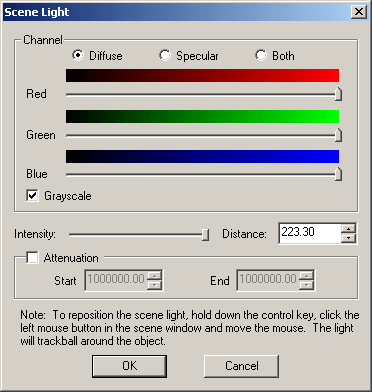 Scene Light
Channel
Diffuse Specular Both
Red
Green
Blue
Grayscale
Intensity: Distance: 223.30
Attenuation
Start 1000000.00 End 1000000.00
Note: To reposition the scene light, hold down the control key, click the
left mouse button in the scene window and move the mouse. The light
will trackball around the object.
OK Cancel